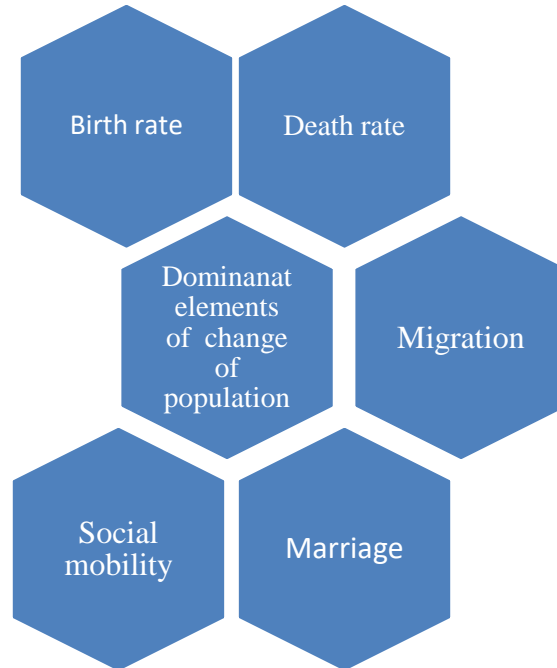 Birth rate
Death rate
Dominanat
elements
of change
of
population
Migration
Social
mobility
Marriage